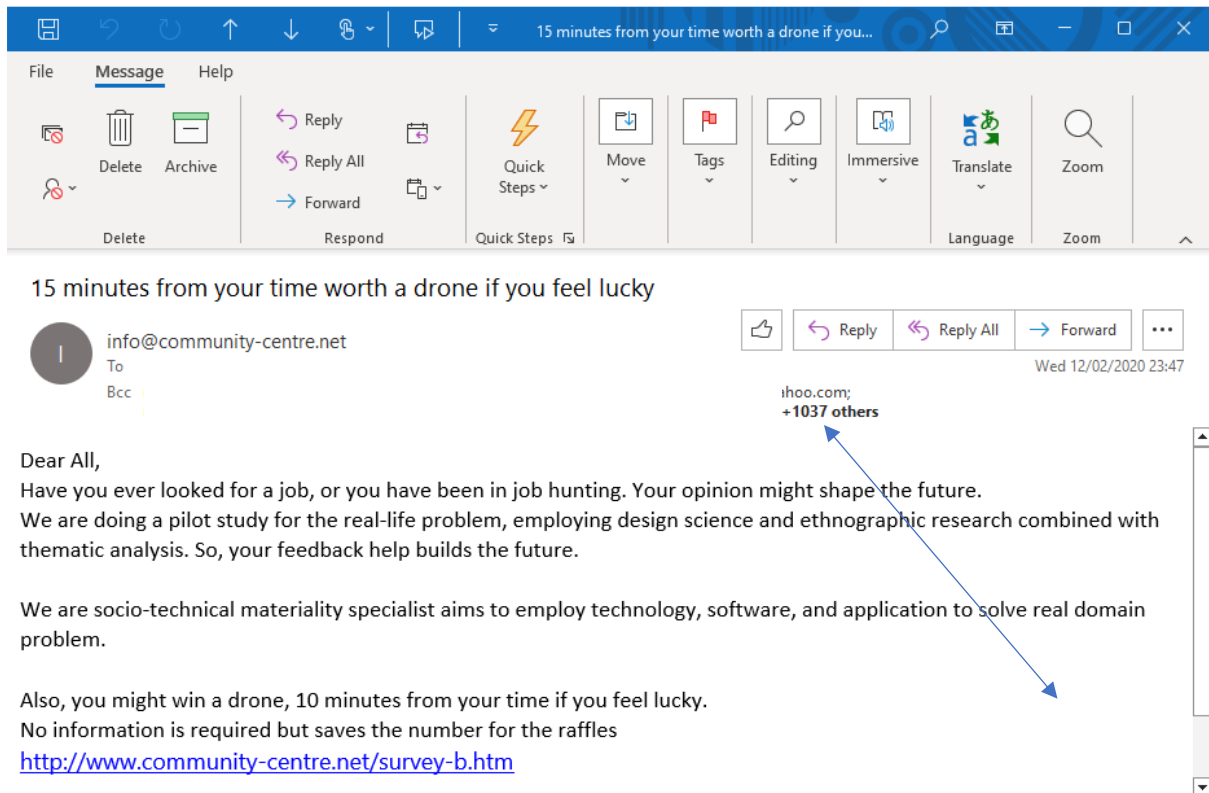 15 minutes from your time worth a drone if you...
File Message Help
Delete
Archive
Reply
Reply All
Forward
Quick Steps
Move
Tags
Editing
Immersive
Translate
Zoom
Delete
Respond
Quick Steps
Language
Zoom
15 minutes from your time worth a drone if you feel lucky
I
info@community-centre.net
To
Bcc
Reply
Reply All
Forward
Wed 12/02/2020 23:47
ahoo.com;
+1037 others
Dear All,
Have you ever looked for a job, or you have been in job hunting. Your opinion might shape the future.
We are doing a pilot study for the real-life problem, employing design science and ethnographic research combined with
thematic analysis. So, your feedback help builds the future.
We are socio-technical materiality specialist aims to employ technology, software, and application to solve real domain
problem.
Also, you might win a drone, 10 minutes from your time if you feel lucky.
No information is required but saves the number for the raffles
http://www.community-centre.net/survey-b.htm